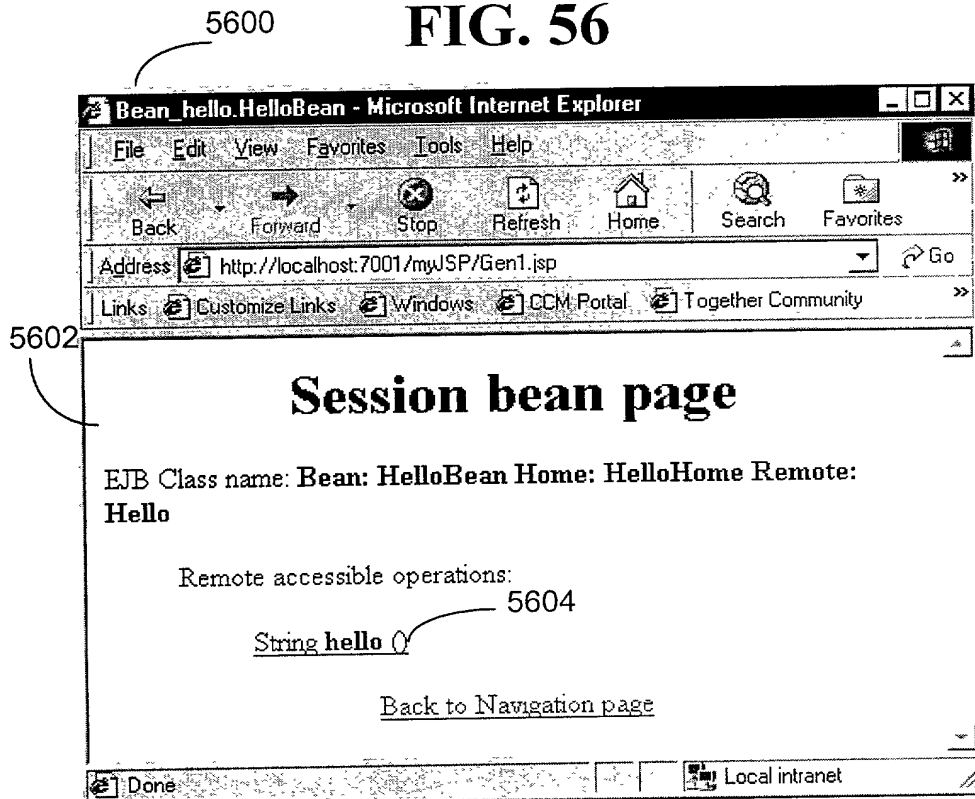 5600
FIG. 56
Bean_hello.HelloBean - Microsoft Internet Explorer
File Edit View Favorites Tools Help
Back Forward Stop Refresh Home Search Favorites »
Address http://localhost:7001/myJSP/Gen1.jsp Go
Links Customize Links Windows CCM Portal Together Community »
5602
Session bean page
EJB Class name: Bean: HelloBean Home: HelloHome Remote:
Hello
Remote accessible operations:
5604
String hello ()
Back to Navigation page
Done Local intranet